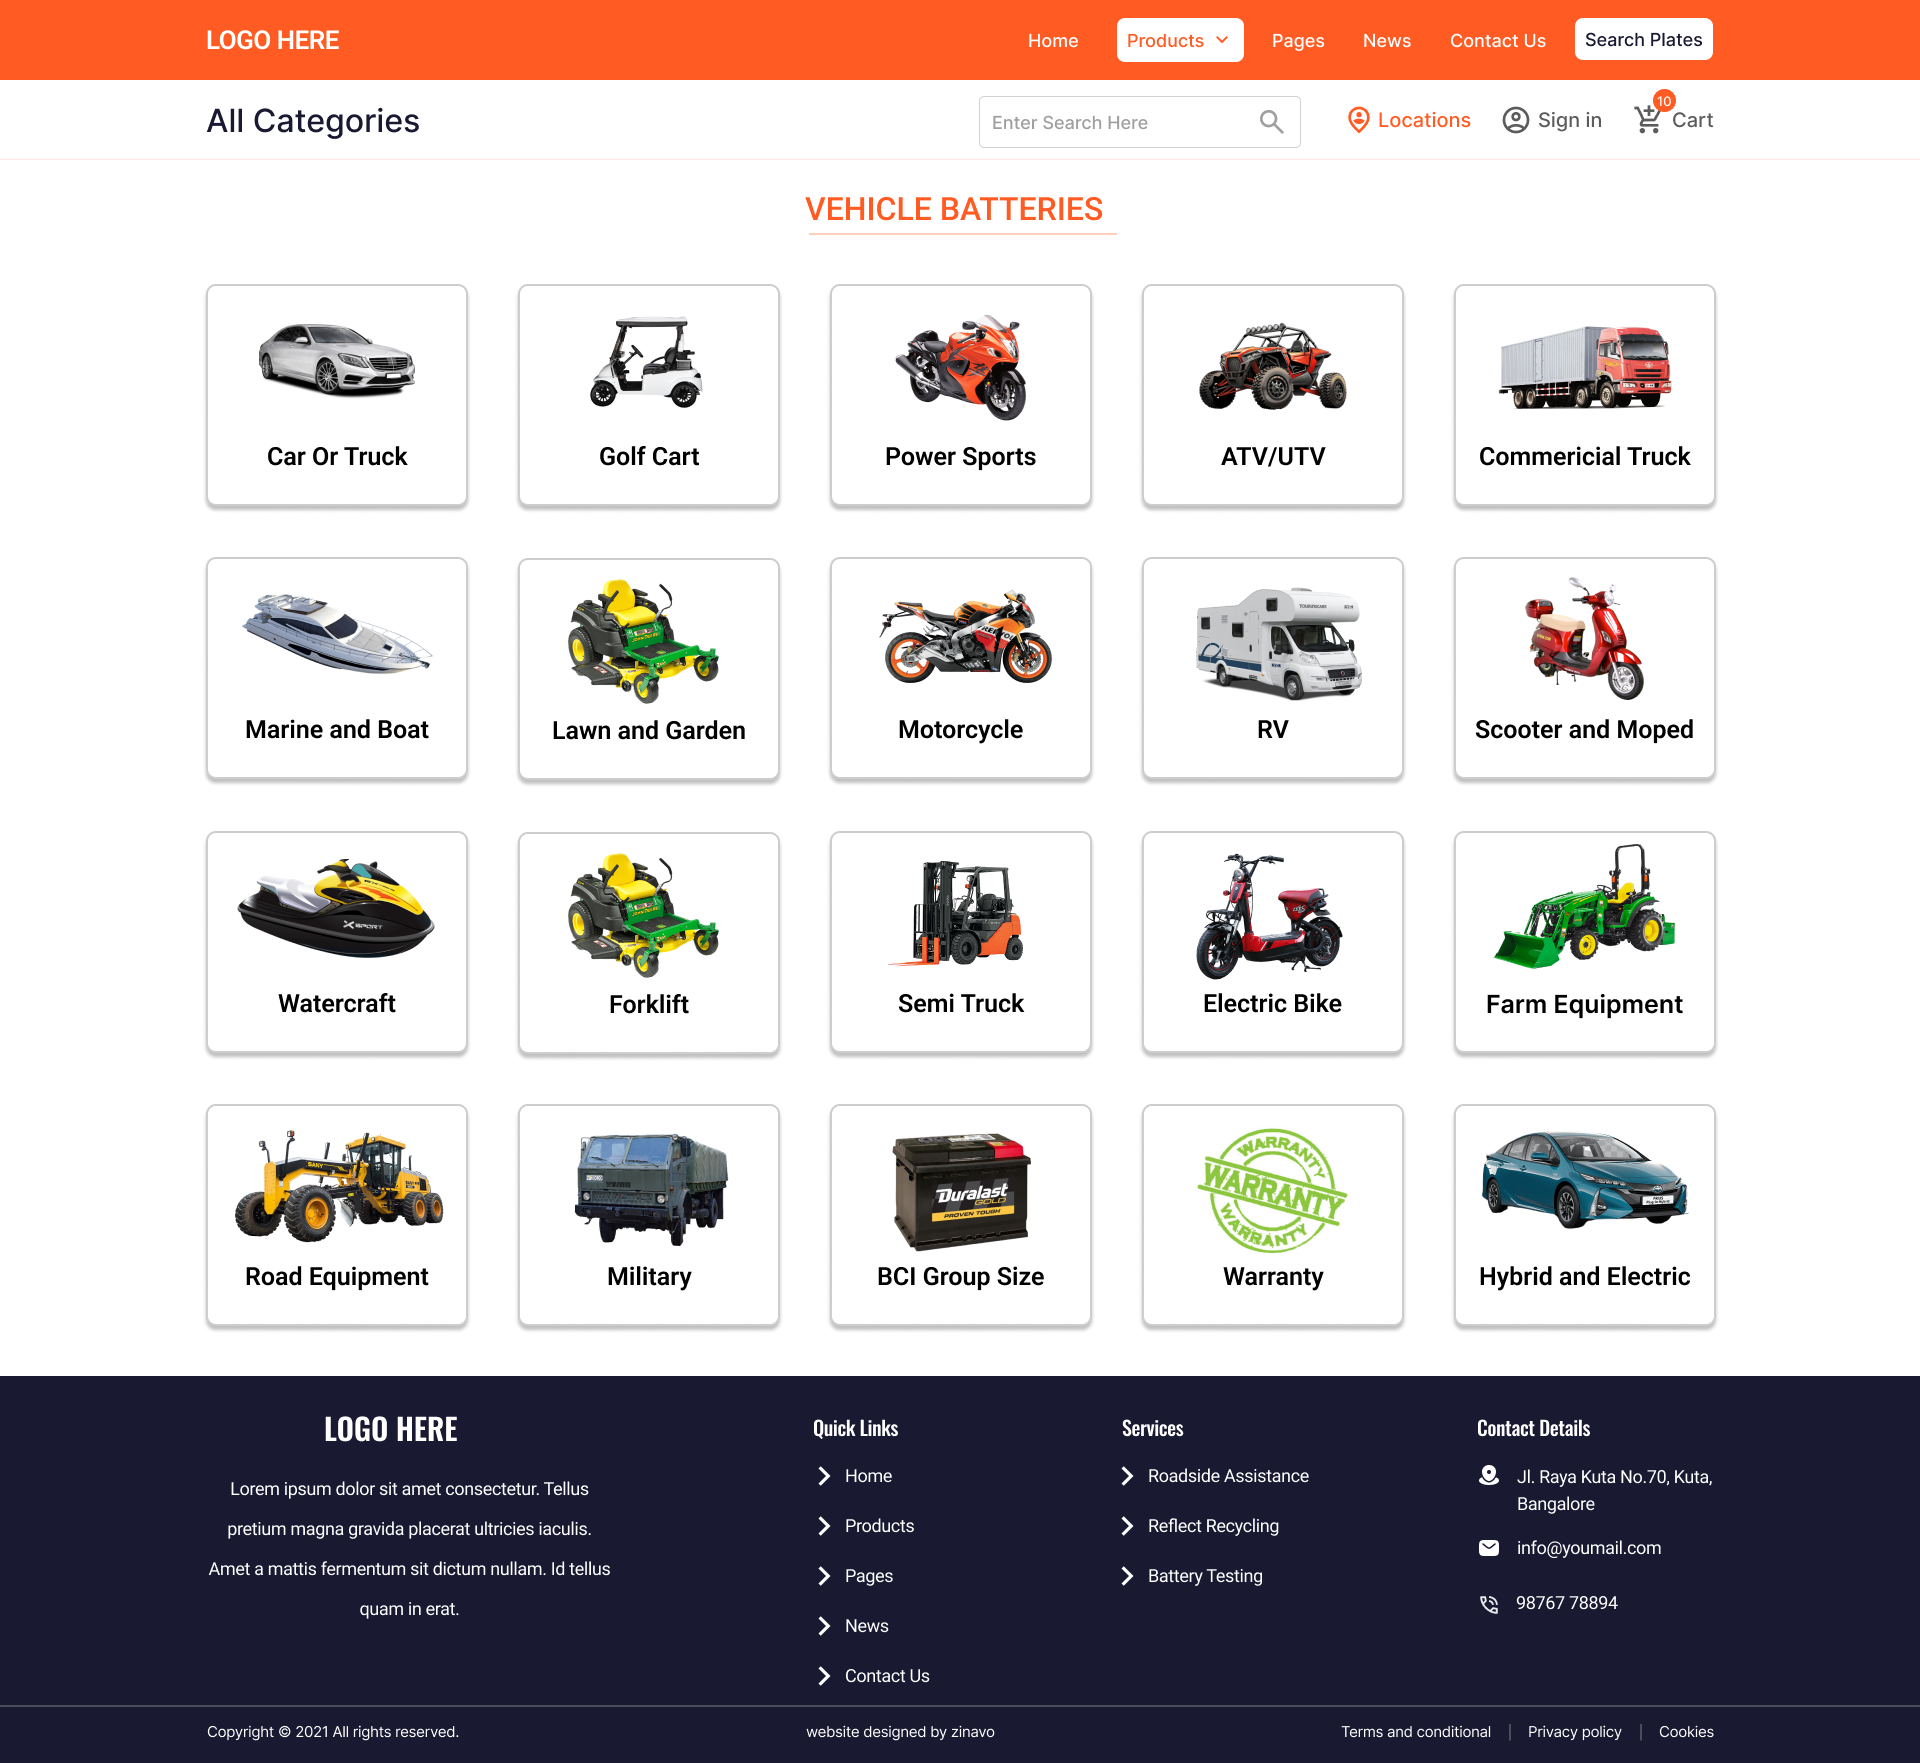 LOGO HERE
Home
Products
Pages
News
Contact Us
Search Plates
All Categories
Enter Search Here
Locations
Sign in
10
Cart
VEHICLE BATTERIES
Car Or Truck
Golf Cart
Power Sports
ATV/UTV
Commericial Truck
Marine and Boat
Lawn and Garden
Motorcycle
RV
Scooter and Moped
XSPORT
Watercraft
Forklift
Semi Truck
Electric Bike
Farm Equipment
SANY
Road Equipment
Military
Duralast
GOLD
PROVEN TOUGH
BCI Group Size
WARRANTY
WARRANTY
WARRANTY
Warranty
Hybrid and Electric
LOGO HERE
Lorem ipsum dolor sit amet consectetur. Tellus
pretium magna gravida placerat ultricies iaculis.
Amet a mattis fermentum sit dictum nullam. Id tellus
quam in erat.
Quick Links
Home
Products
Pages
News
Contact Us
Services
Roadside Assistance
Reflect Recycling
Battery Testing
Contact Details
Jl. Raya Kuta No.70, Kuta,
Bangalore
info@youmail.com
98767 78894
Copyright © 2021 All rights reserved.
website designed by zinavo
Terms and conditional
Privacy policy
Cookies